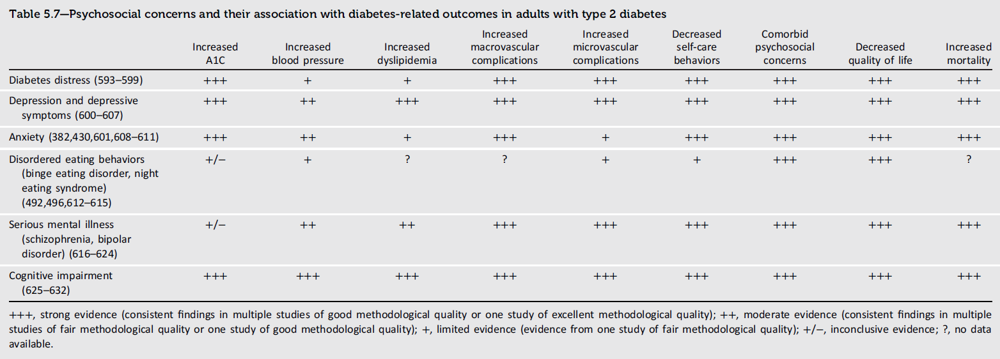 Table 5.7—Psychosocial concerns and their association with diabetes-related outcomes in adults with type 2 diabetes
Increased A1C Increased blood pressure Increased dyslipidemia Increased macrovascular complications Increased microvascular complications Decreased self-care behaviors Comorbid psychosocial concerns Decreased quality of life Increased mortality
Diabetes distress (593–599) +++ + + +++ +++ +++ +++ +++ +++
Depression and depressive +++ ++ +++ +++ +++ +++ +++ +++ +++
symptoms (600–607)
Anxiety (382,430,601,608–611) +++ ++ + +++ + +++ +++ +++ +++
Disordered eating behaviors +/− + ? ? + + +++ +++ ?
(binge eating disorder, night
eating syndrome)
(492,496,612–615)
Serious mental illness +/− ++ ++ +++ +++ +++ +++ +++ +++
(schizophrenia, bipolar
disorder) (616–624)
Cognitive impairment +++ +++ +++ +++ +++ +++ +++ +++ +++
(625–632)
+++, strong evidence (consistent findings in multiple studies of good methodological quality or one study of excellent methodological quality); ++, moderate evidence (consistent findings in multiple
studies of fair methodological quality or one study of good methodological quality); +, limited evidence (evidence from one study of fair methodological quality); +/−, inconclusive evidence; ?, no data
available.